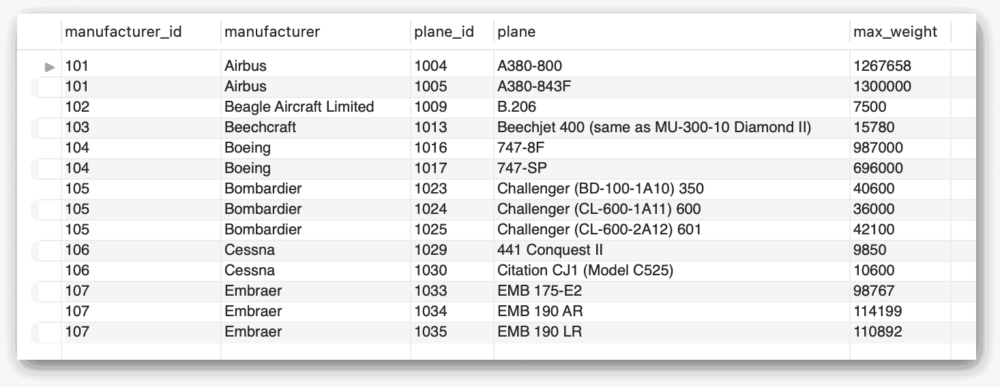 manufacturer_id manufacturer plane_id plane max_weight
101 Airbus 1004 A380-800 1267658
101 Airbus 1005 A380-843F 1300000
102 Beagle Aircraft Limited 1009 B.206 7500
103 Beechcraft 1013 Beechjet 400 (same as MU-300-10 Diamond II) 15780
104 Boeing 1016 747-8F 987000
104 Boeing 1017 747-SP 696000
105 Bombardier 1023 Challenger (BD-100-1A10) 350 40600
105 Bombardier 1024 Challenger (CL-600-1A11) 600 36000
105 Bombardier 1025 Challenger (CL-600-2A12) 601 42100
106 Cessna 1029 441 Conquest II 9850
106 Cessna 1030 Citation CJ1 (Model C525) 10600
107 Embraer 1033 EMB 175-E2 98767
107 Embraer 1034 EMB 190 AR 114199
107 Embraer 1035 EMB 190 LR 110892